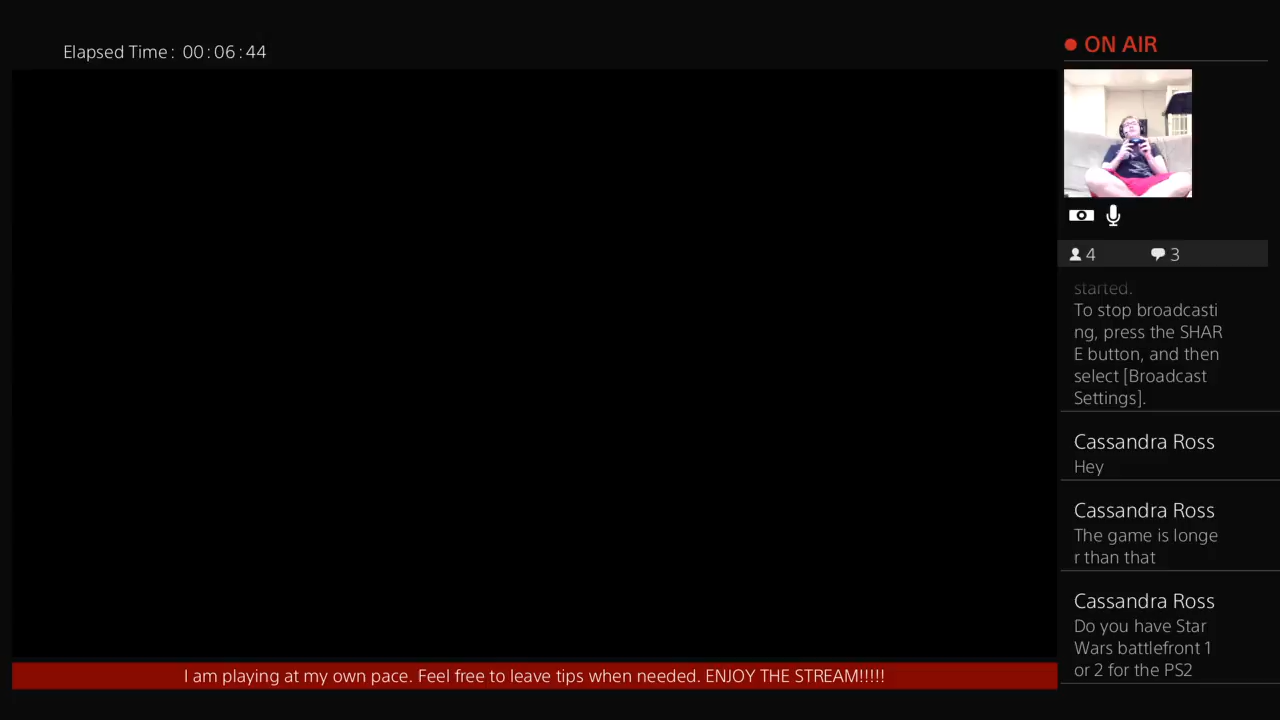 Elapsed Time: 00:06:44
ON AIR
4 3
started.
To stop broadcasti
ng, press the SHAR
E button, and then
select [Broadcast
Settings].
Cassandra Ross
Hey
Cassandra Ross
The game is longe
r than that
Cassandra Ross
Do you have Star
Wars battlefront 1
or 2 for the PS2
I am playing at my own pace. Feel free to leave tips when needed. ENJOY THE STREAM!!!!!